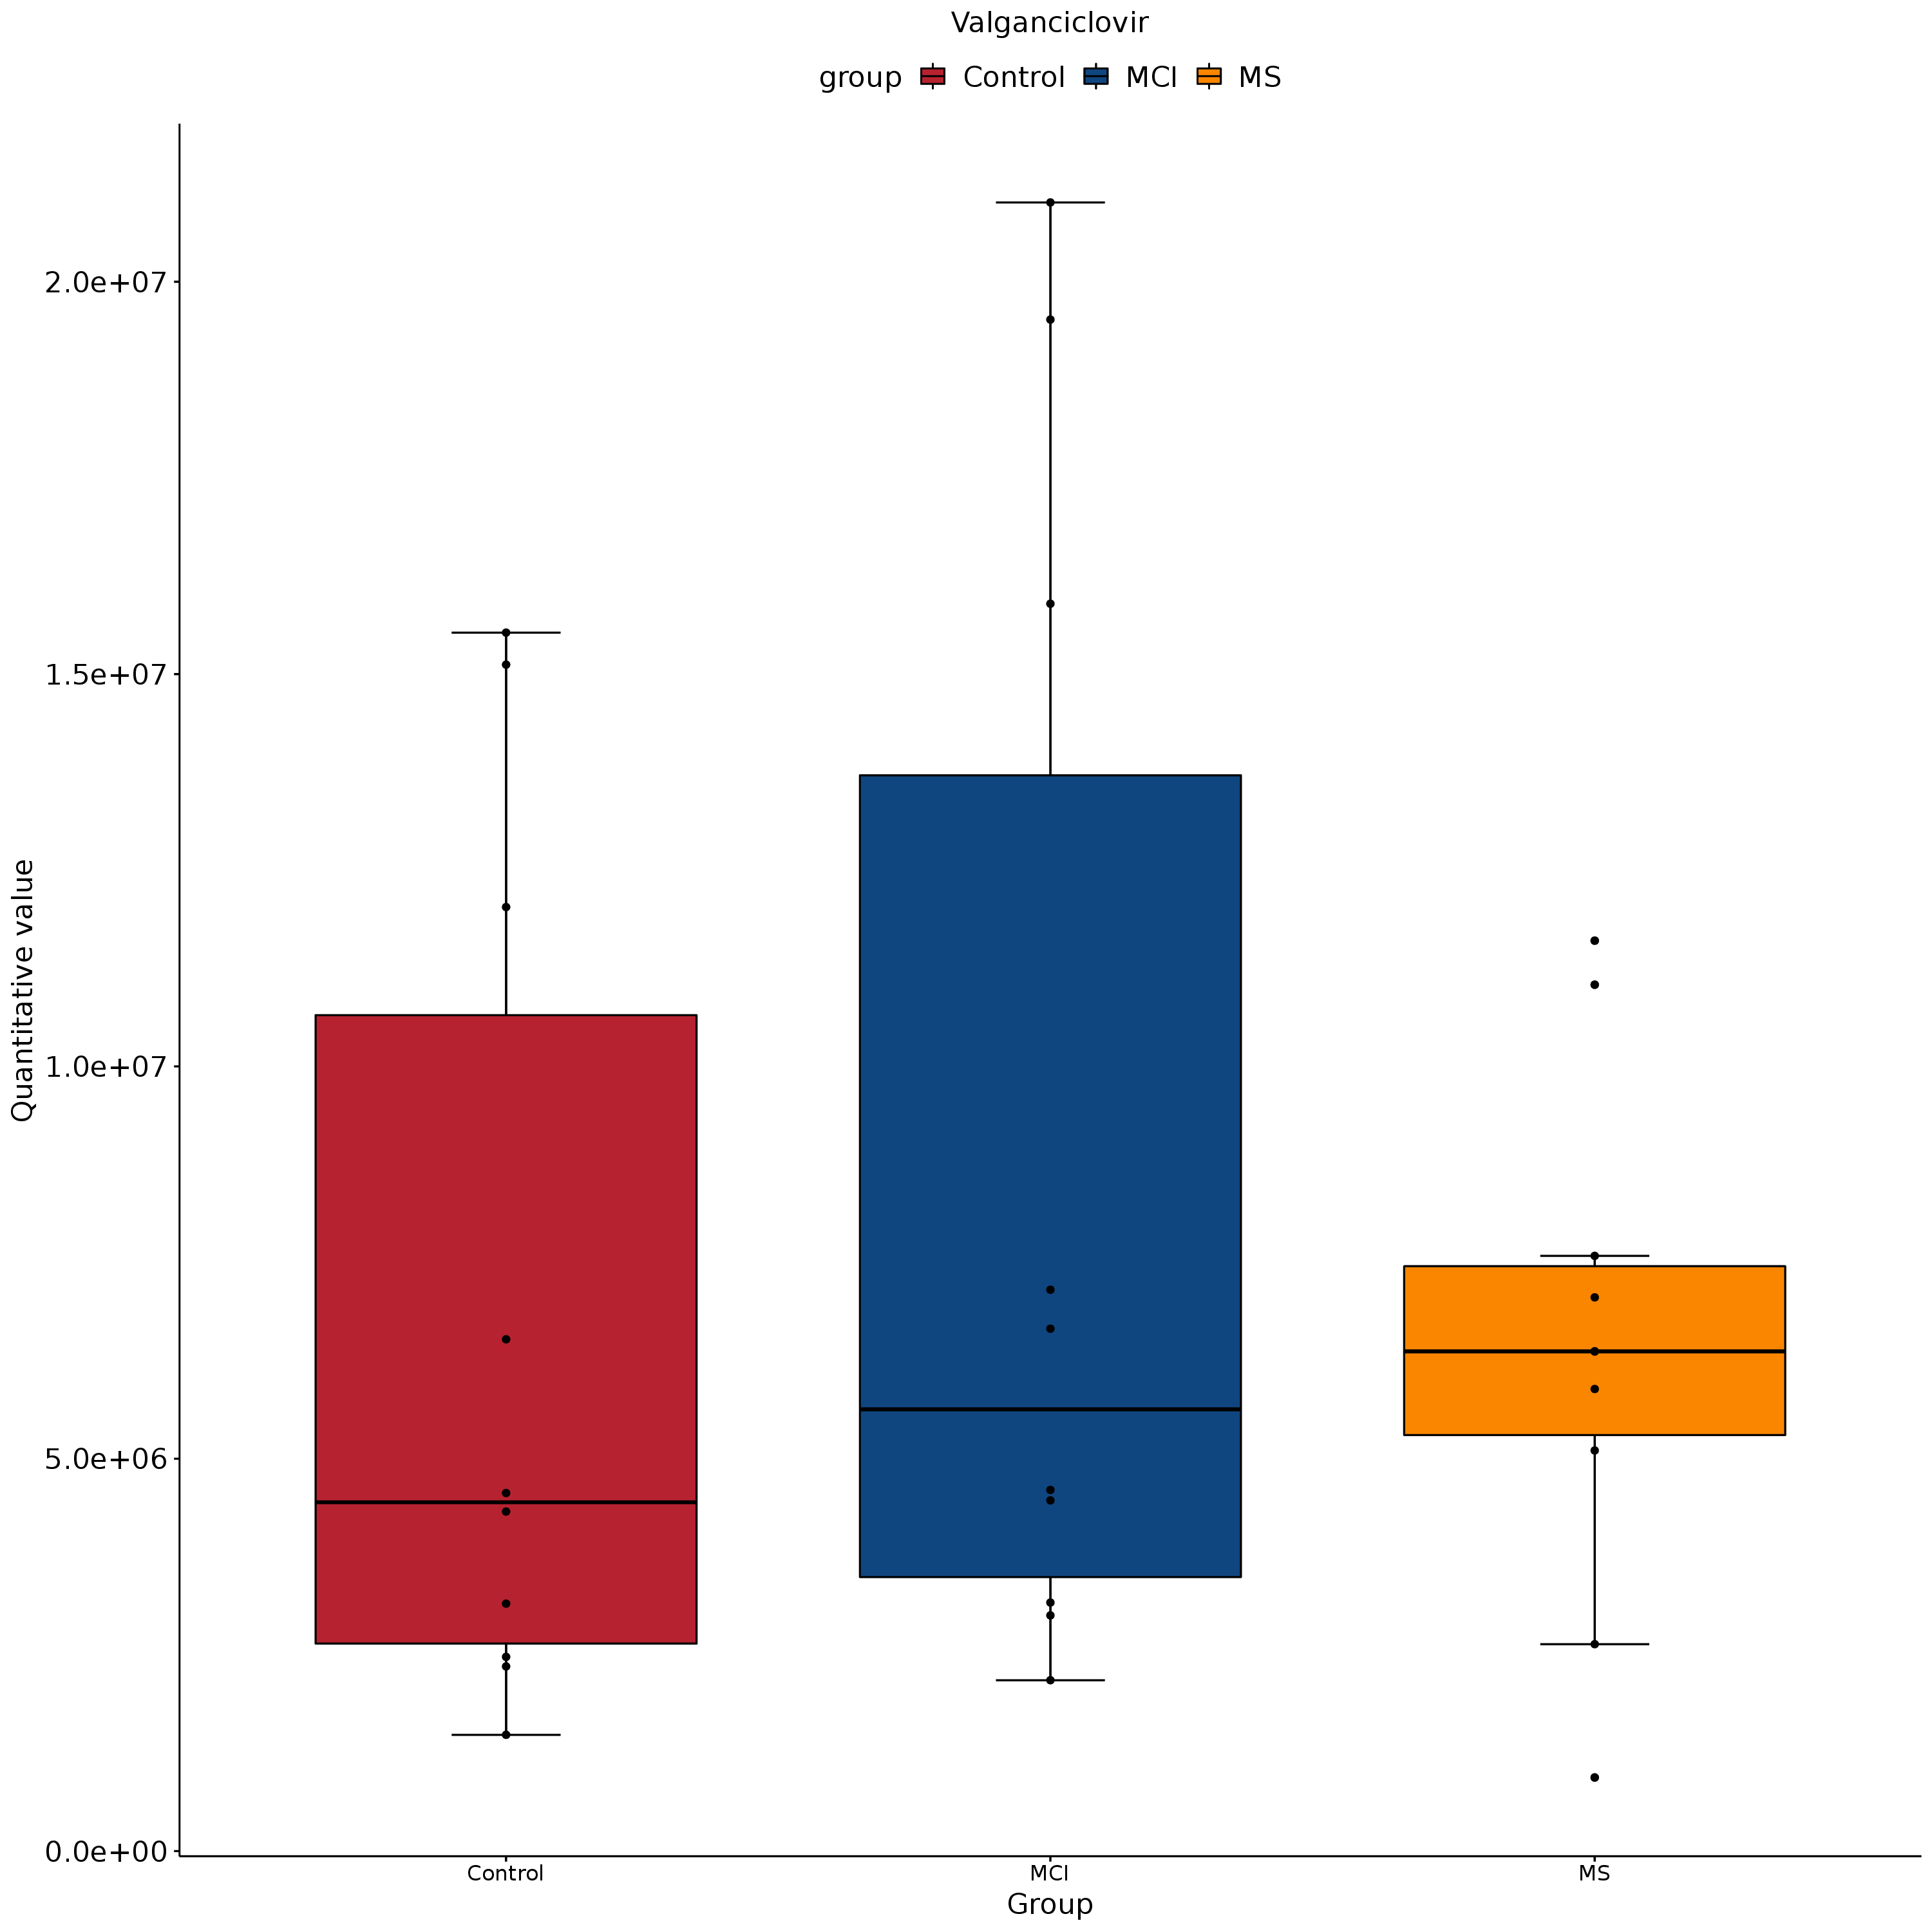 Valganciclovir
group Control MCI MS
Quantitative value
2.0e+07
1.5e+07
1.0e+07
5.0e+06
0.0e+00
Control MCI MS
Group